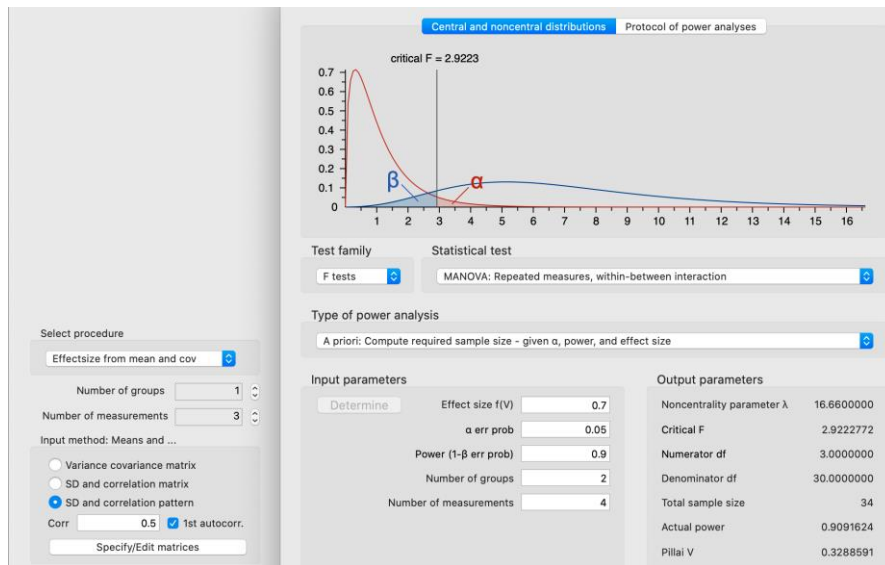 Central and noncentral distributions Protocol of power analyses
critical F = 2.9223
0.7
0.6
0.5
0.4
0.3
0.2
0.1
0
β
α
1 2 3 4 5 6 7 8 9 10 11 12 13 14 15 16
Test family Statistical test
F tests MANOVA: Repeated measures, within-between interaction
Type of power analysis
A priori: Compute required sample size - given α, power, and effect size
Select procedure
Effectsize from mean and cov
Number of groups 1
Number of measurements 3
Input method: Means and ...
Variance covariance matrix
SD and correlation matrix
SD and correlation pattern
Corr 0.5 1st autocorr.
Specify/Edit matrices
Input parameters
Determine Effect size f(V) 0.7
α err prob 0.05
Power (1-β err prob) 0.9
Number of groups 2
Number of measurements 4
Output parameters
Noncentrality parameter λ 16.6600000
Critical F 2.9222772
Numerator df 3.0000000
Denominator df 30.0000000
Total sample size 34
Actual power 0.9091624
Pillai V 0.3288591